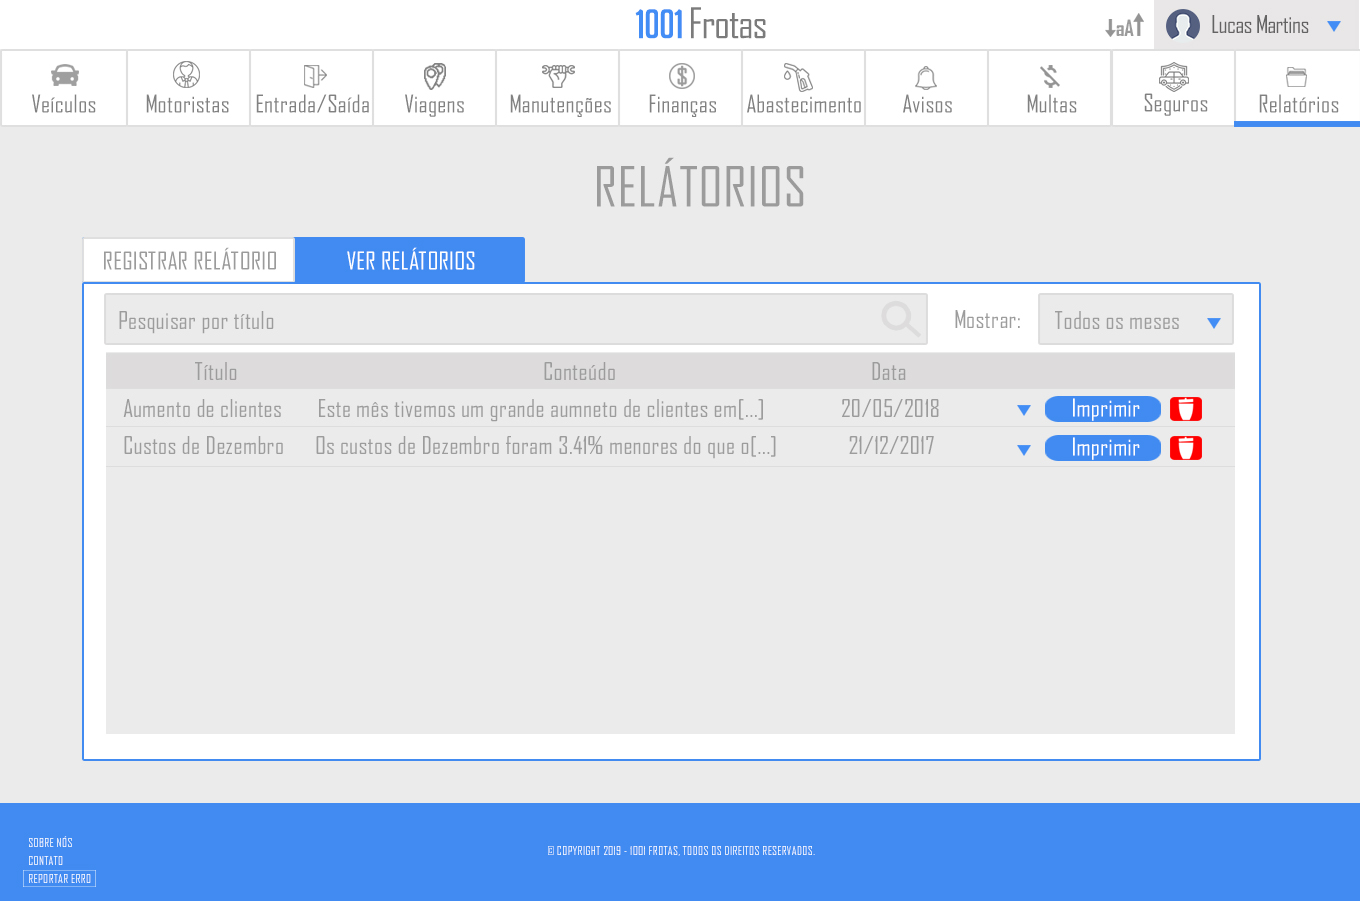 1001 Frotas
aA
Lucas Martins
Veículos
Motoristas
Entrada/Saída
Viagens
Manutenções
Finanças
Abastecimento
Avisos
Multas
Seguros
Relatórios
RELÁTORIOS
REGISTRAR RELÁTORIO
VER RELÁTORIOS
Pesquisar por título
Mostrar:
Todos os meses
Título Conteúdo Data
Aumento de clientes Este mês tivemos um grande aumneto de clientes em[...] 20/05/2018 Imprimir
Custos de Dezembro Os custos de Dezembro foram 3.41% menores do que o[...] 21/12/2017 Imprimir
SOBRE NÓS
CONTATO
REPORTAR ERRO
© COPYRIGHT 2019 - 1001 FROTAS, TODOS OS DIREITOS RESERVADOS.